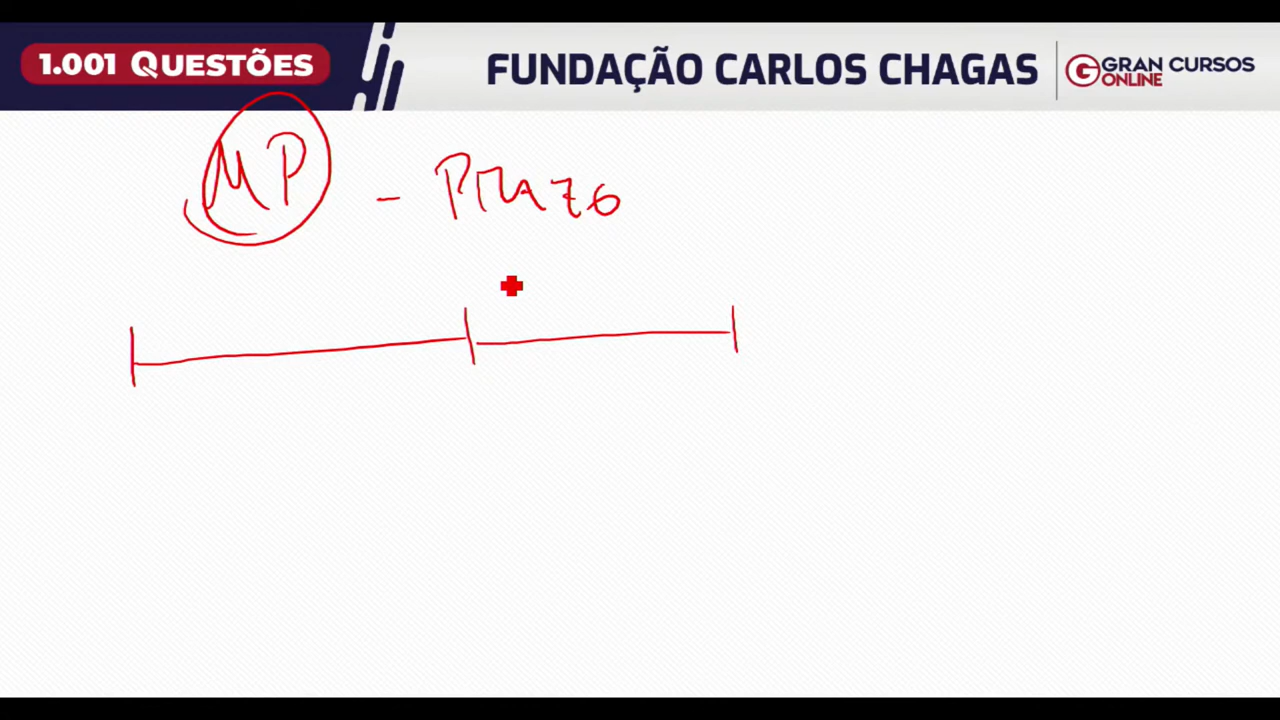 1.001 QUESTÕES
FUNDAÇÃO CARLOS CHAGAS
GRAN CURSOS
ONLINE
MP - PRAZO